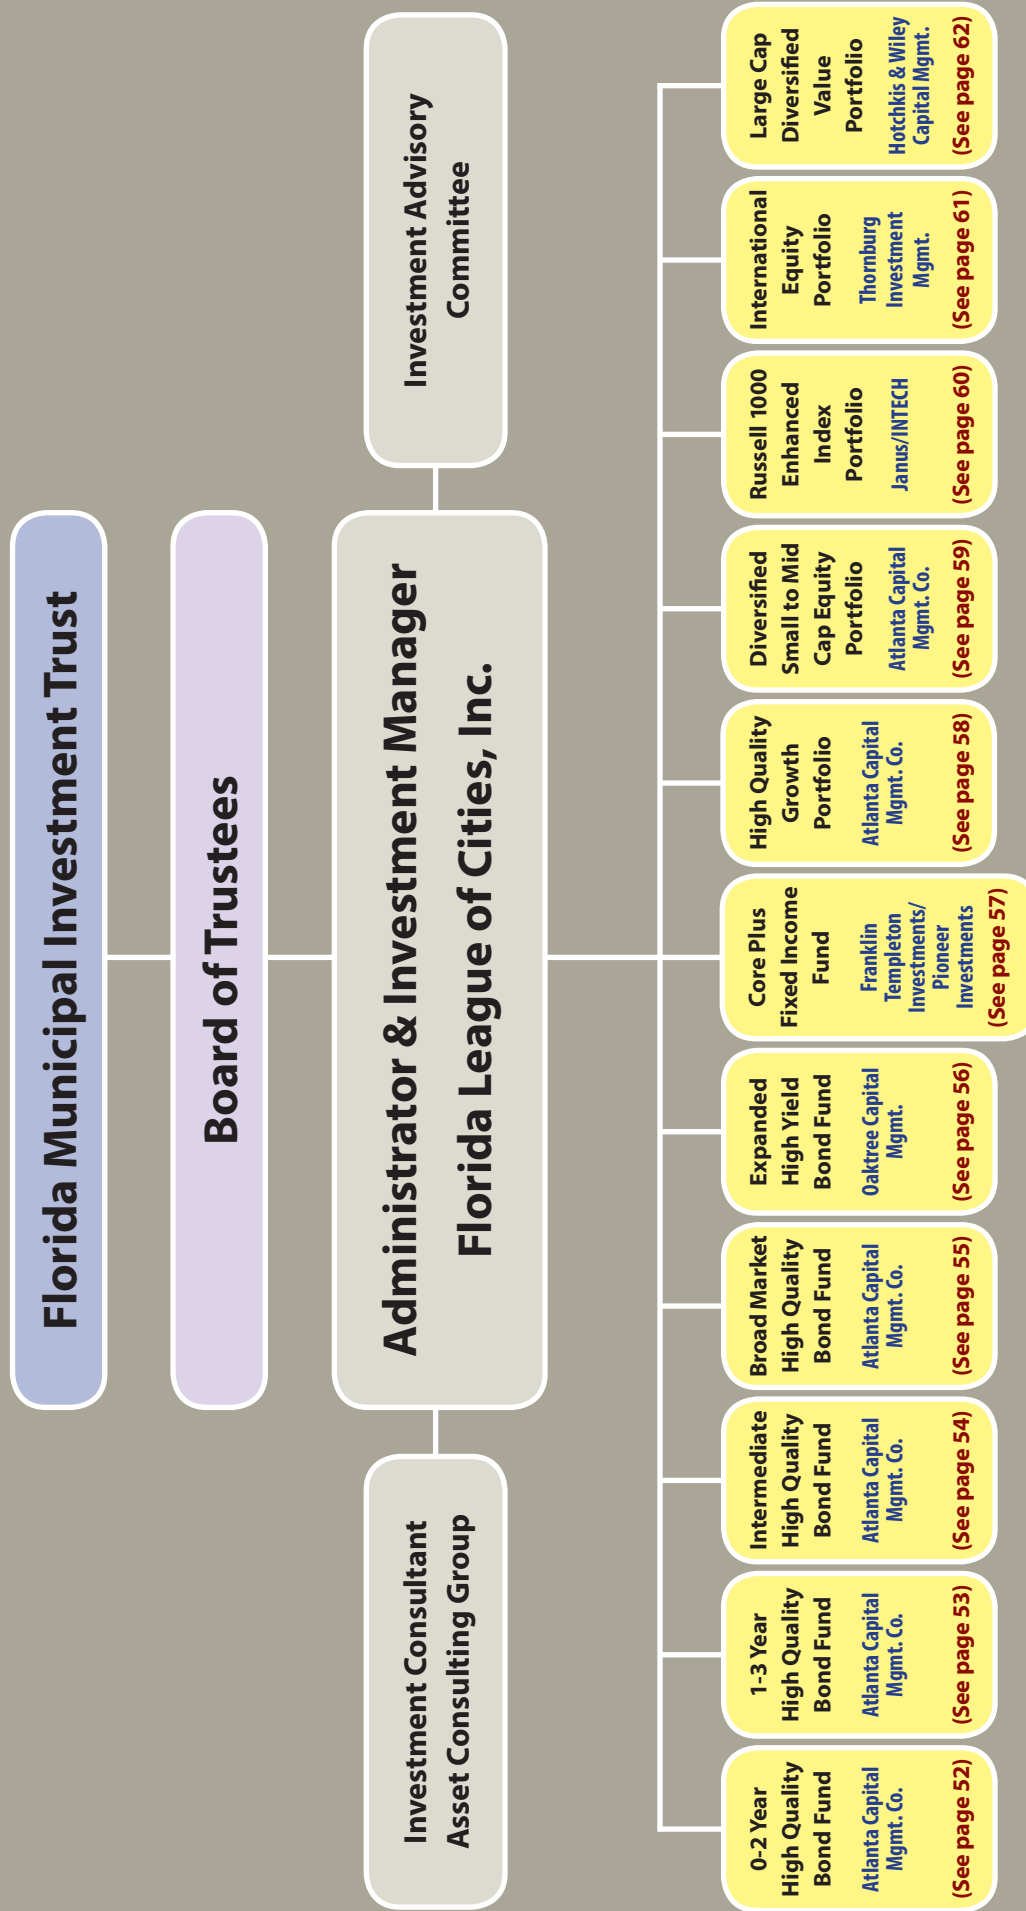 Florida Municipal Investment Trust
Board of Trustees
Investment Consultant
Asset Consulting Group
Administrator & Investment Manager
Florida League of Cities, Inc.
Investment Advisory
Committee
0-2 Year
High Quality
Bond Fund
Atlanta Capital
Mgmt. Co.
(See page 52)
1-3 Year
High Quality
Bond Fund
Atlanta Capital
Mgmt. Co.
(See page 53)
Intermediate
High Quality
Bond Fund
Atlanta Capital
Mgmt. Co.
(See page 54)
Broad Market
High Quality
Bond Fund
Atlanta Capital
Mgmt. Co.
(See page 55)
Expanded
High Yield
Bond Fund
Oaktree Capital
Mgmt.
(See page 56)
Core Plus
Fixed Income
Fund
Franklin
Templeton
Investments/
Pioneer
Investments
(See page 57)
High Quality
Growth
Portfolio
Atlanta Capital
Mgmt. Co.
(See page 58)
Diversified
Small to Mid
Cap Equity
Portfolio
Atlanta Capital
Mgmt. Co.
(See page 59)
Russell 1000
Enhanced
Index
Portfolio
Janus/INTECH
(See page 60)
International
Equity
Portfolio
Thornburg
Investment
Mgmt.
(See page 61)
Large Cap
Diversified
Value
Portfolio
Hotchkis & Wiley
Capital Mgmt.
(See page 62)